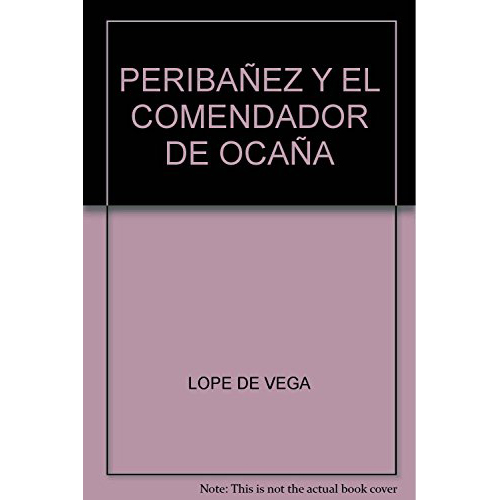 PERIBAÑEZ Y EL
COMENDADOR
DE OCAÑA
LOPE DE VEGA
Note: This is not the actual book cover